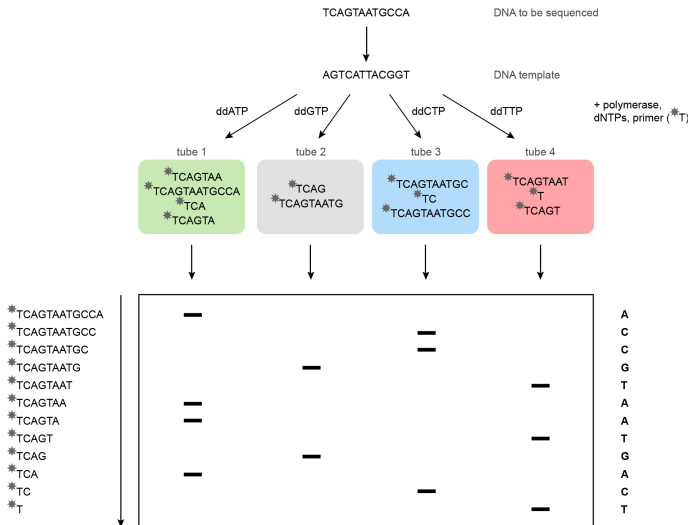 TCAGTAATGCCA DNA to be sequenced
AGTCATTACGGT DNA template
ddATP ddGTP ddCTP ddTTP
+ polymerase,
dNTPs, primer (*T)
tube 1 tube 2 tube 3 tube 4
*TCAGTAA
*TCAGTAATGCCA
*TCA
*TCAGTA
*TCAG
*TCAGTAATG
*TCAGTAATGC
*TC
*TCAGTAATGCC
*TCAGTAAT
*T
*TCAGT
*TCAGTAATGCCA A
*TCAGTAATGCC C
*TCAGTAATGC C
*TCAGTAATG G
*TCAGTAAT T
*TCAGTAA A
*TCAGTA A
*TCAGT T
*TCAG G
*TCA A
*TC C
*T T